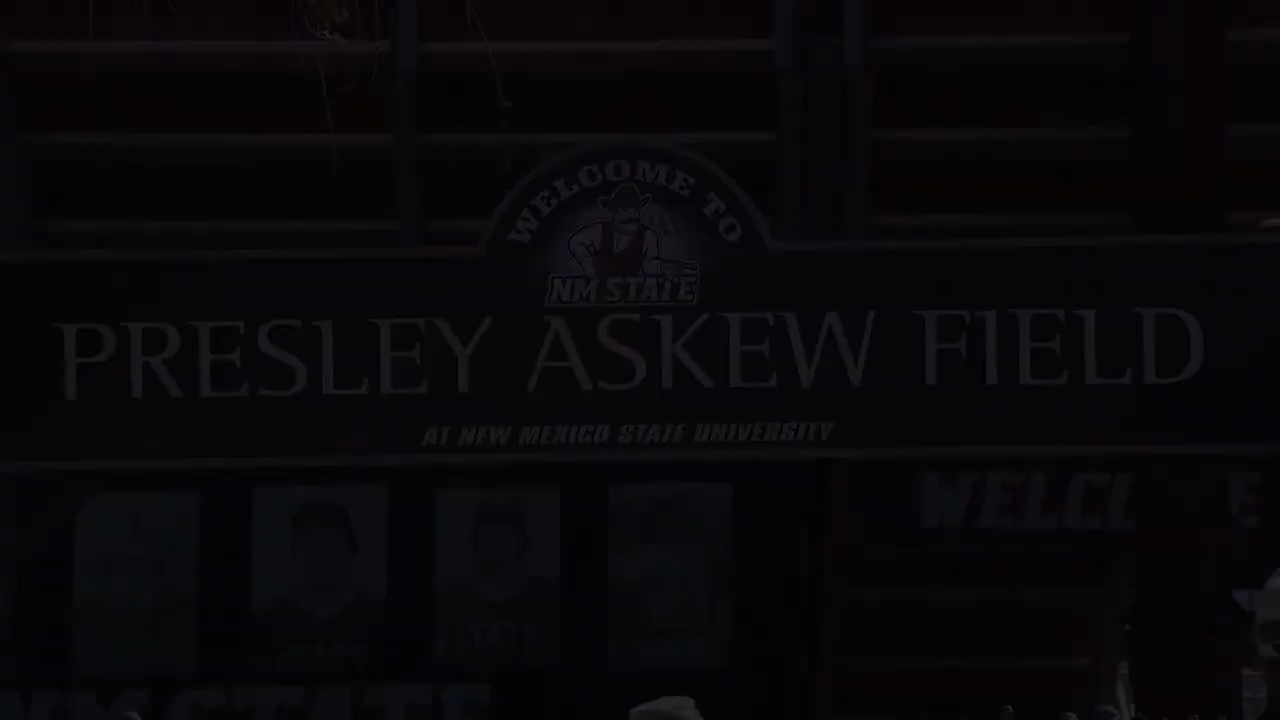 WELCOME TO
NM STATE
PRESLEY ASKEW FIELD
AT NEW MEXICO STATE UNIVERSITY